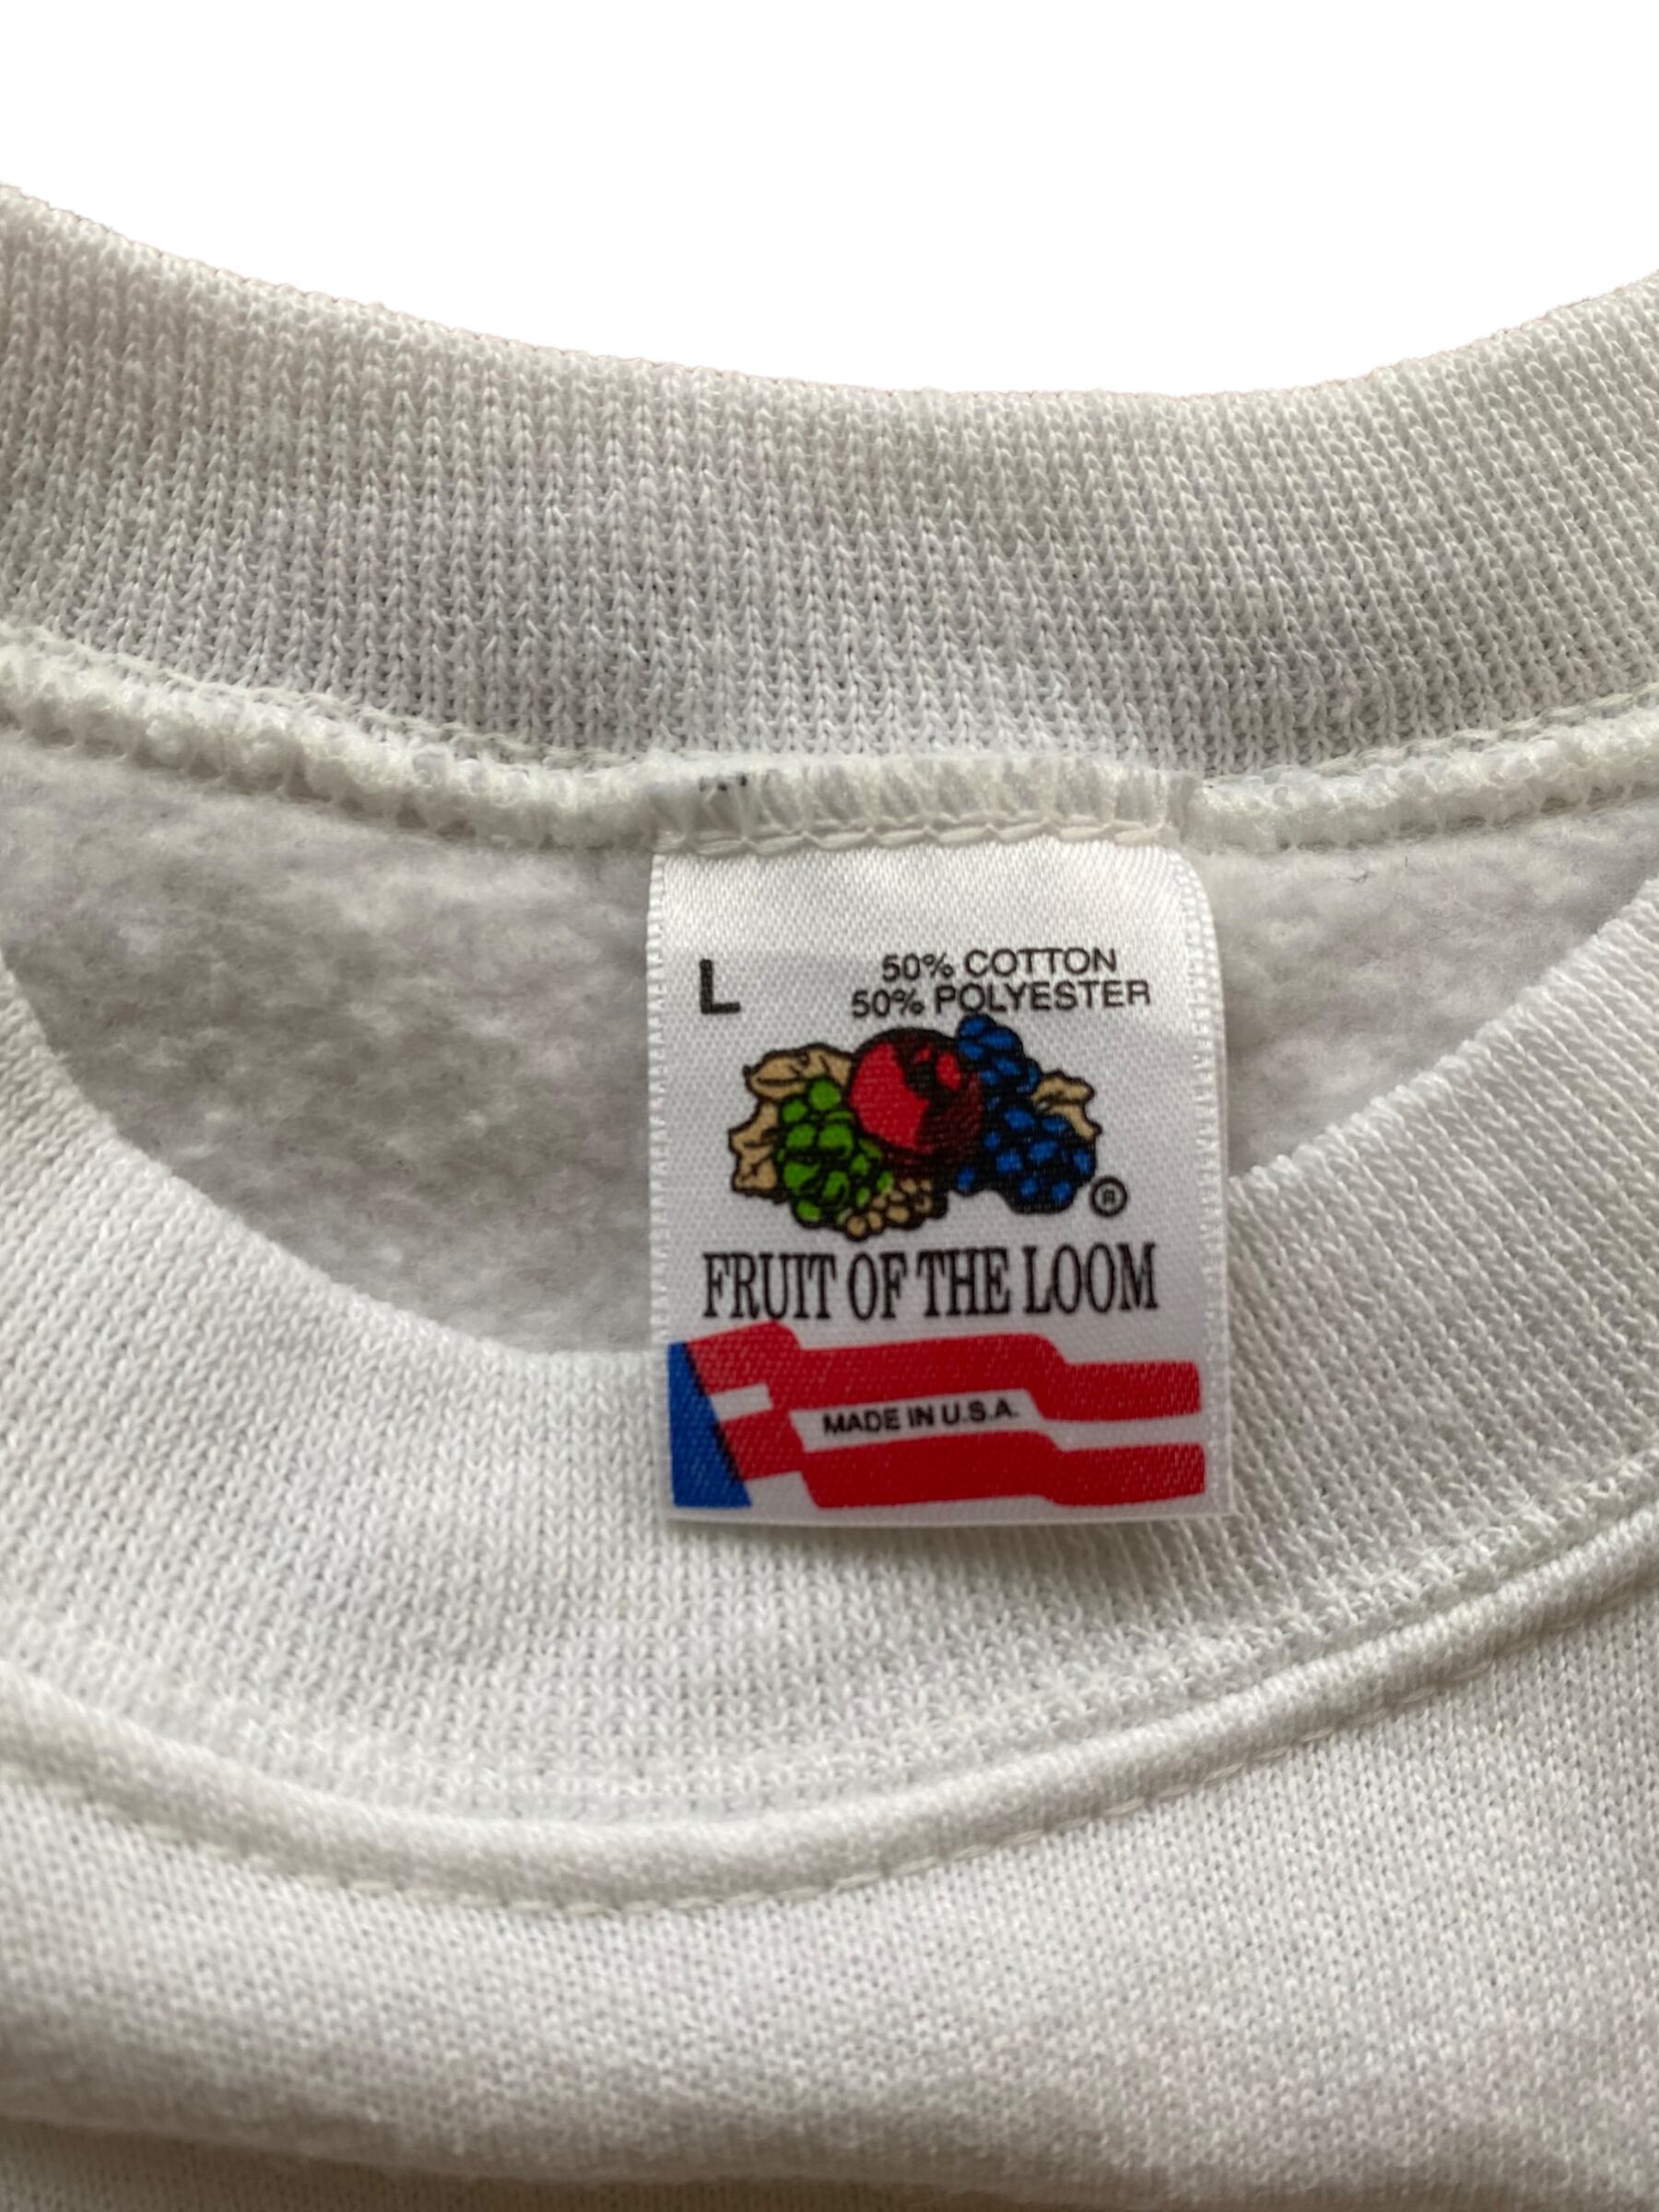 L
50% COTTON
50% POLYESTER
®
FRUIT OF THE LOOM
MADE IN U.S.A.